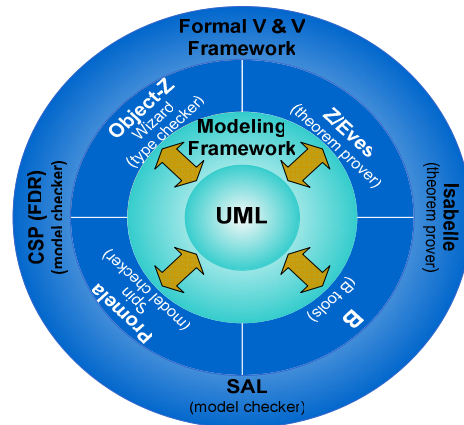 Formal V & V
Framework
Object-Z
Wizard
(type checker)
Z/Eves
(theorem prover)
Modeling
Framework
UML
CSP (FDR)
(model checker)
Isabelle
(theorem prover)
Promela
Spin
(model checker)
B
(B tools)
SAL
(model checker)